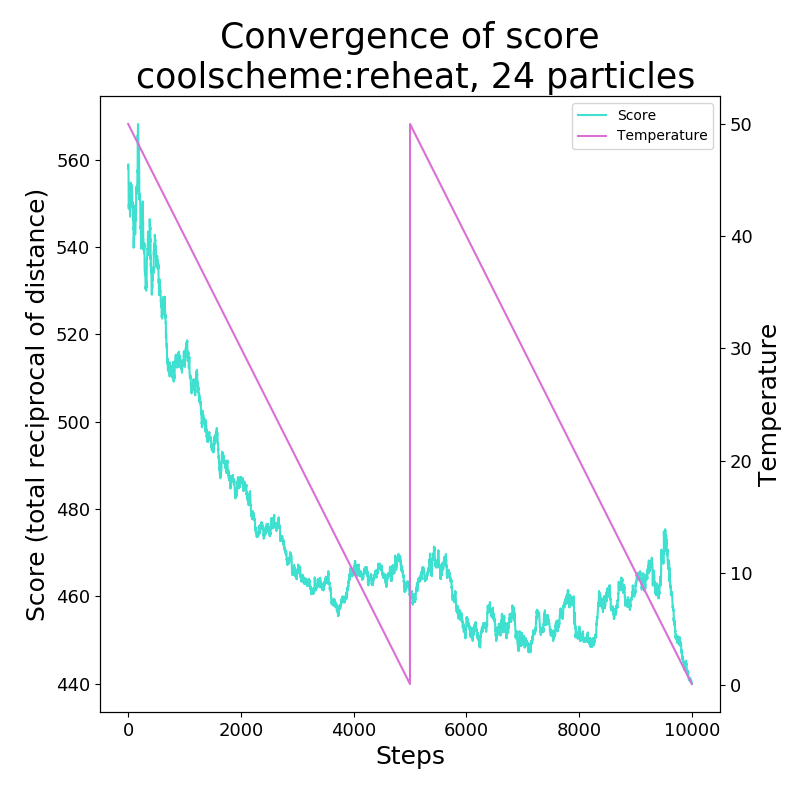 Convergence of score
coolscheme:reheat, 24 particles
Score
Temperature
Score (total reciprocal of distance)
560
540
520
500
480
460
440
50
40
30
20
10
0
Temperature
0 2000 4000 6000 8000 10000
Steps